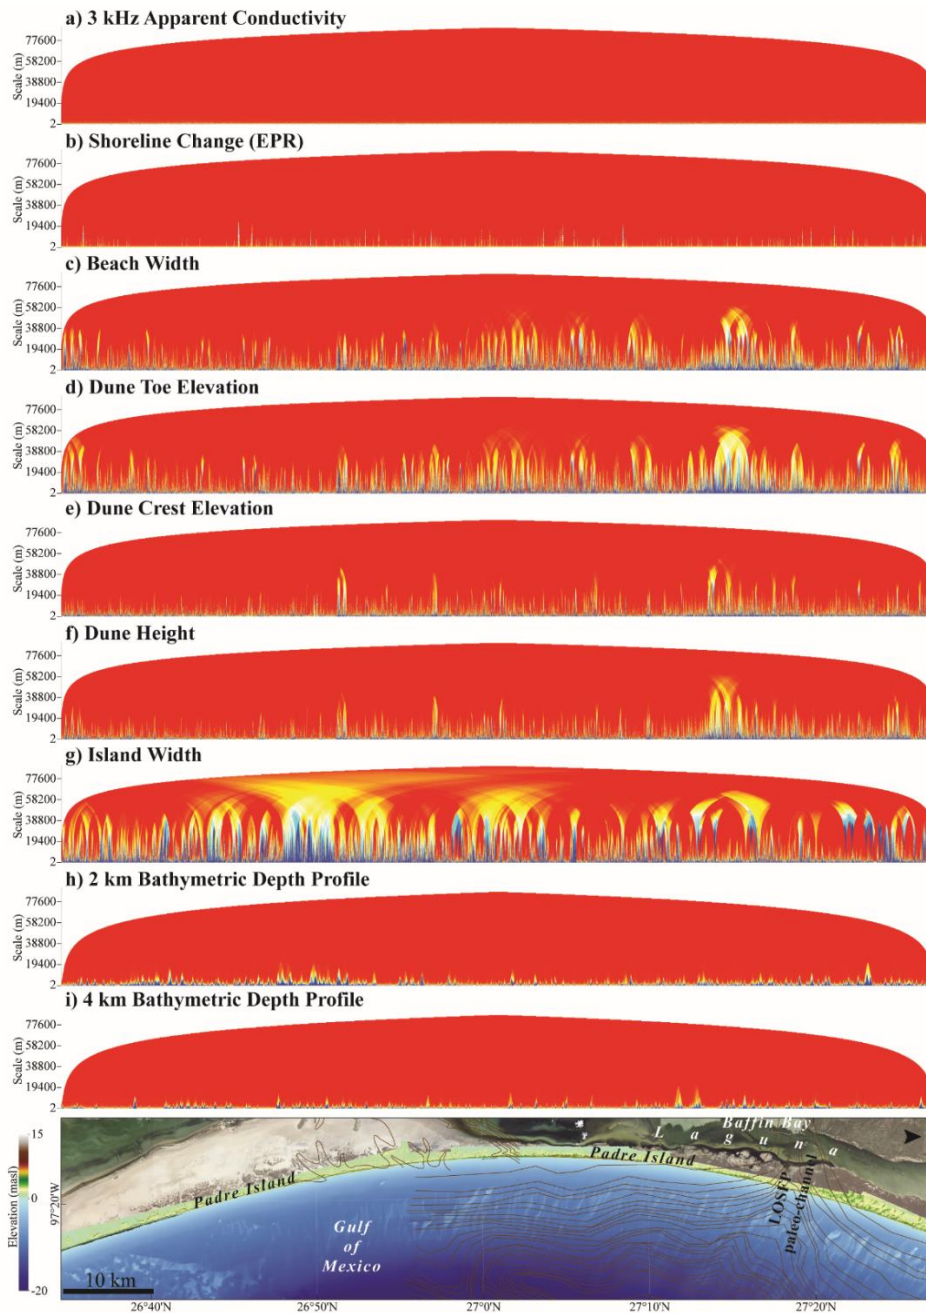 a) 3 kHz Apparent Conductivity
Scale (m)
77600
58200
38800
19400
2
b) Shoreline Change (EPR)
Scale (m)
77600
58200
38800
19400
2
c) Beach Width
Scale (m)
77600
58200
38800
19400
2
d) Dune Toe Elevation
Scale (m)
77600
58200
38800
19400
2
e) Dune Crest Elevation
Scale (m)
77600
58200
38800
19400
2
f) Dune Height
Scale (m)
77600
58200
38800
19400
2
g) Island Width
Scale (m)
77600
58200
38800
19400
2
h) 2 km Bathymetric Depth Profile
Scale (m)
77600
58200
38800
19400
2
i) 4 km Bathymetric Depth Profile
Scale (m)
77600
58200
38800
19400
2
Elevation (masl)
15
0
-20
97°20'W
Baffin Bay
Laguna
Padre Island
Padre Island
LOSFP
paleo-channel
Gulf
of
Mexico
10 km
26°40'N
26°50'N
27°0'N
27°10'N
27°20'N